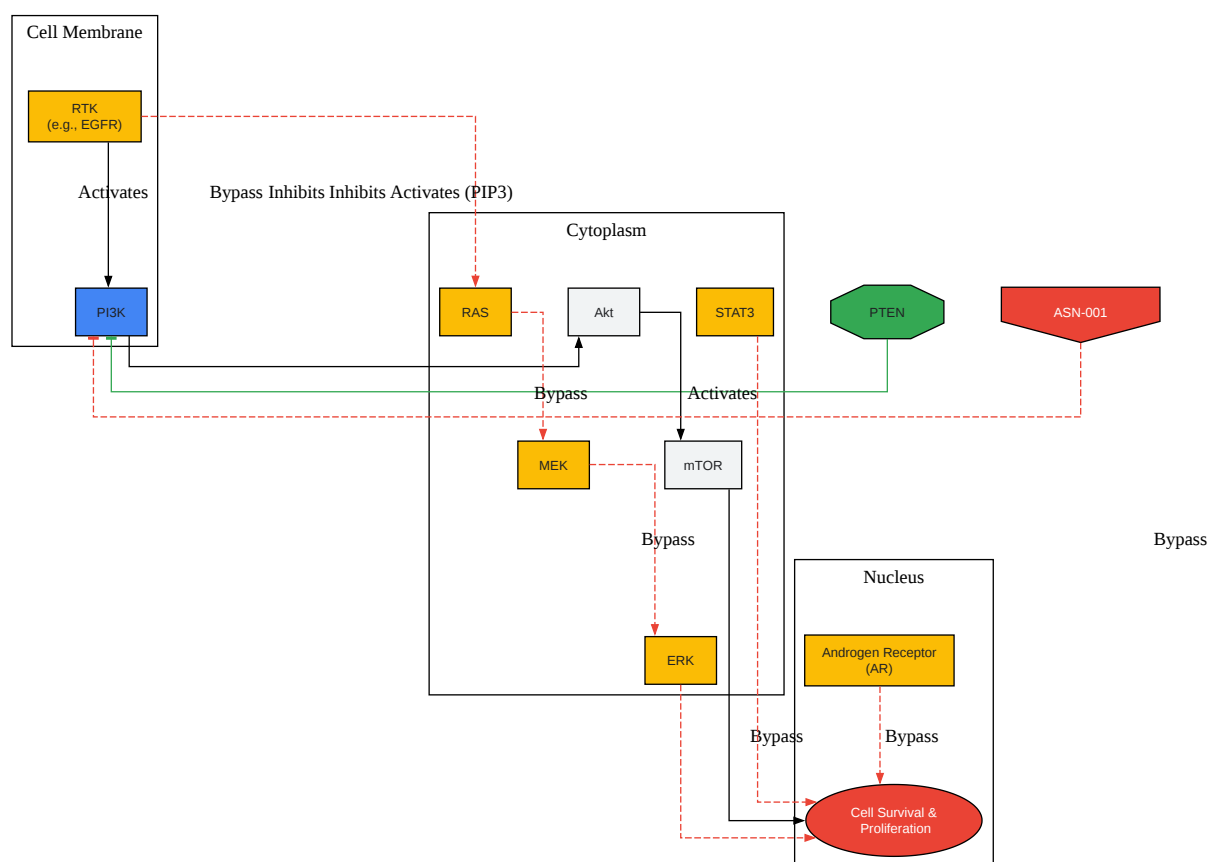 Cell Membrane
RTK
(e.g., EGFR)
Activates
Bypass Inhibits Inhibits Activates (PIP3)
Cytoplasm
PI3K
RAS
Akt
STAT3
PTEN
ASN-001
Bypass
Activates
MEK
mTOR
Bypass
Bypass
Nucleus
ERK
Androgen Receptor
(AR)
Bypass
Bypass
Cell Survival &
Proliferation